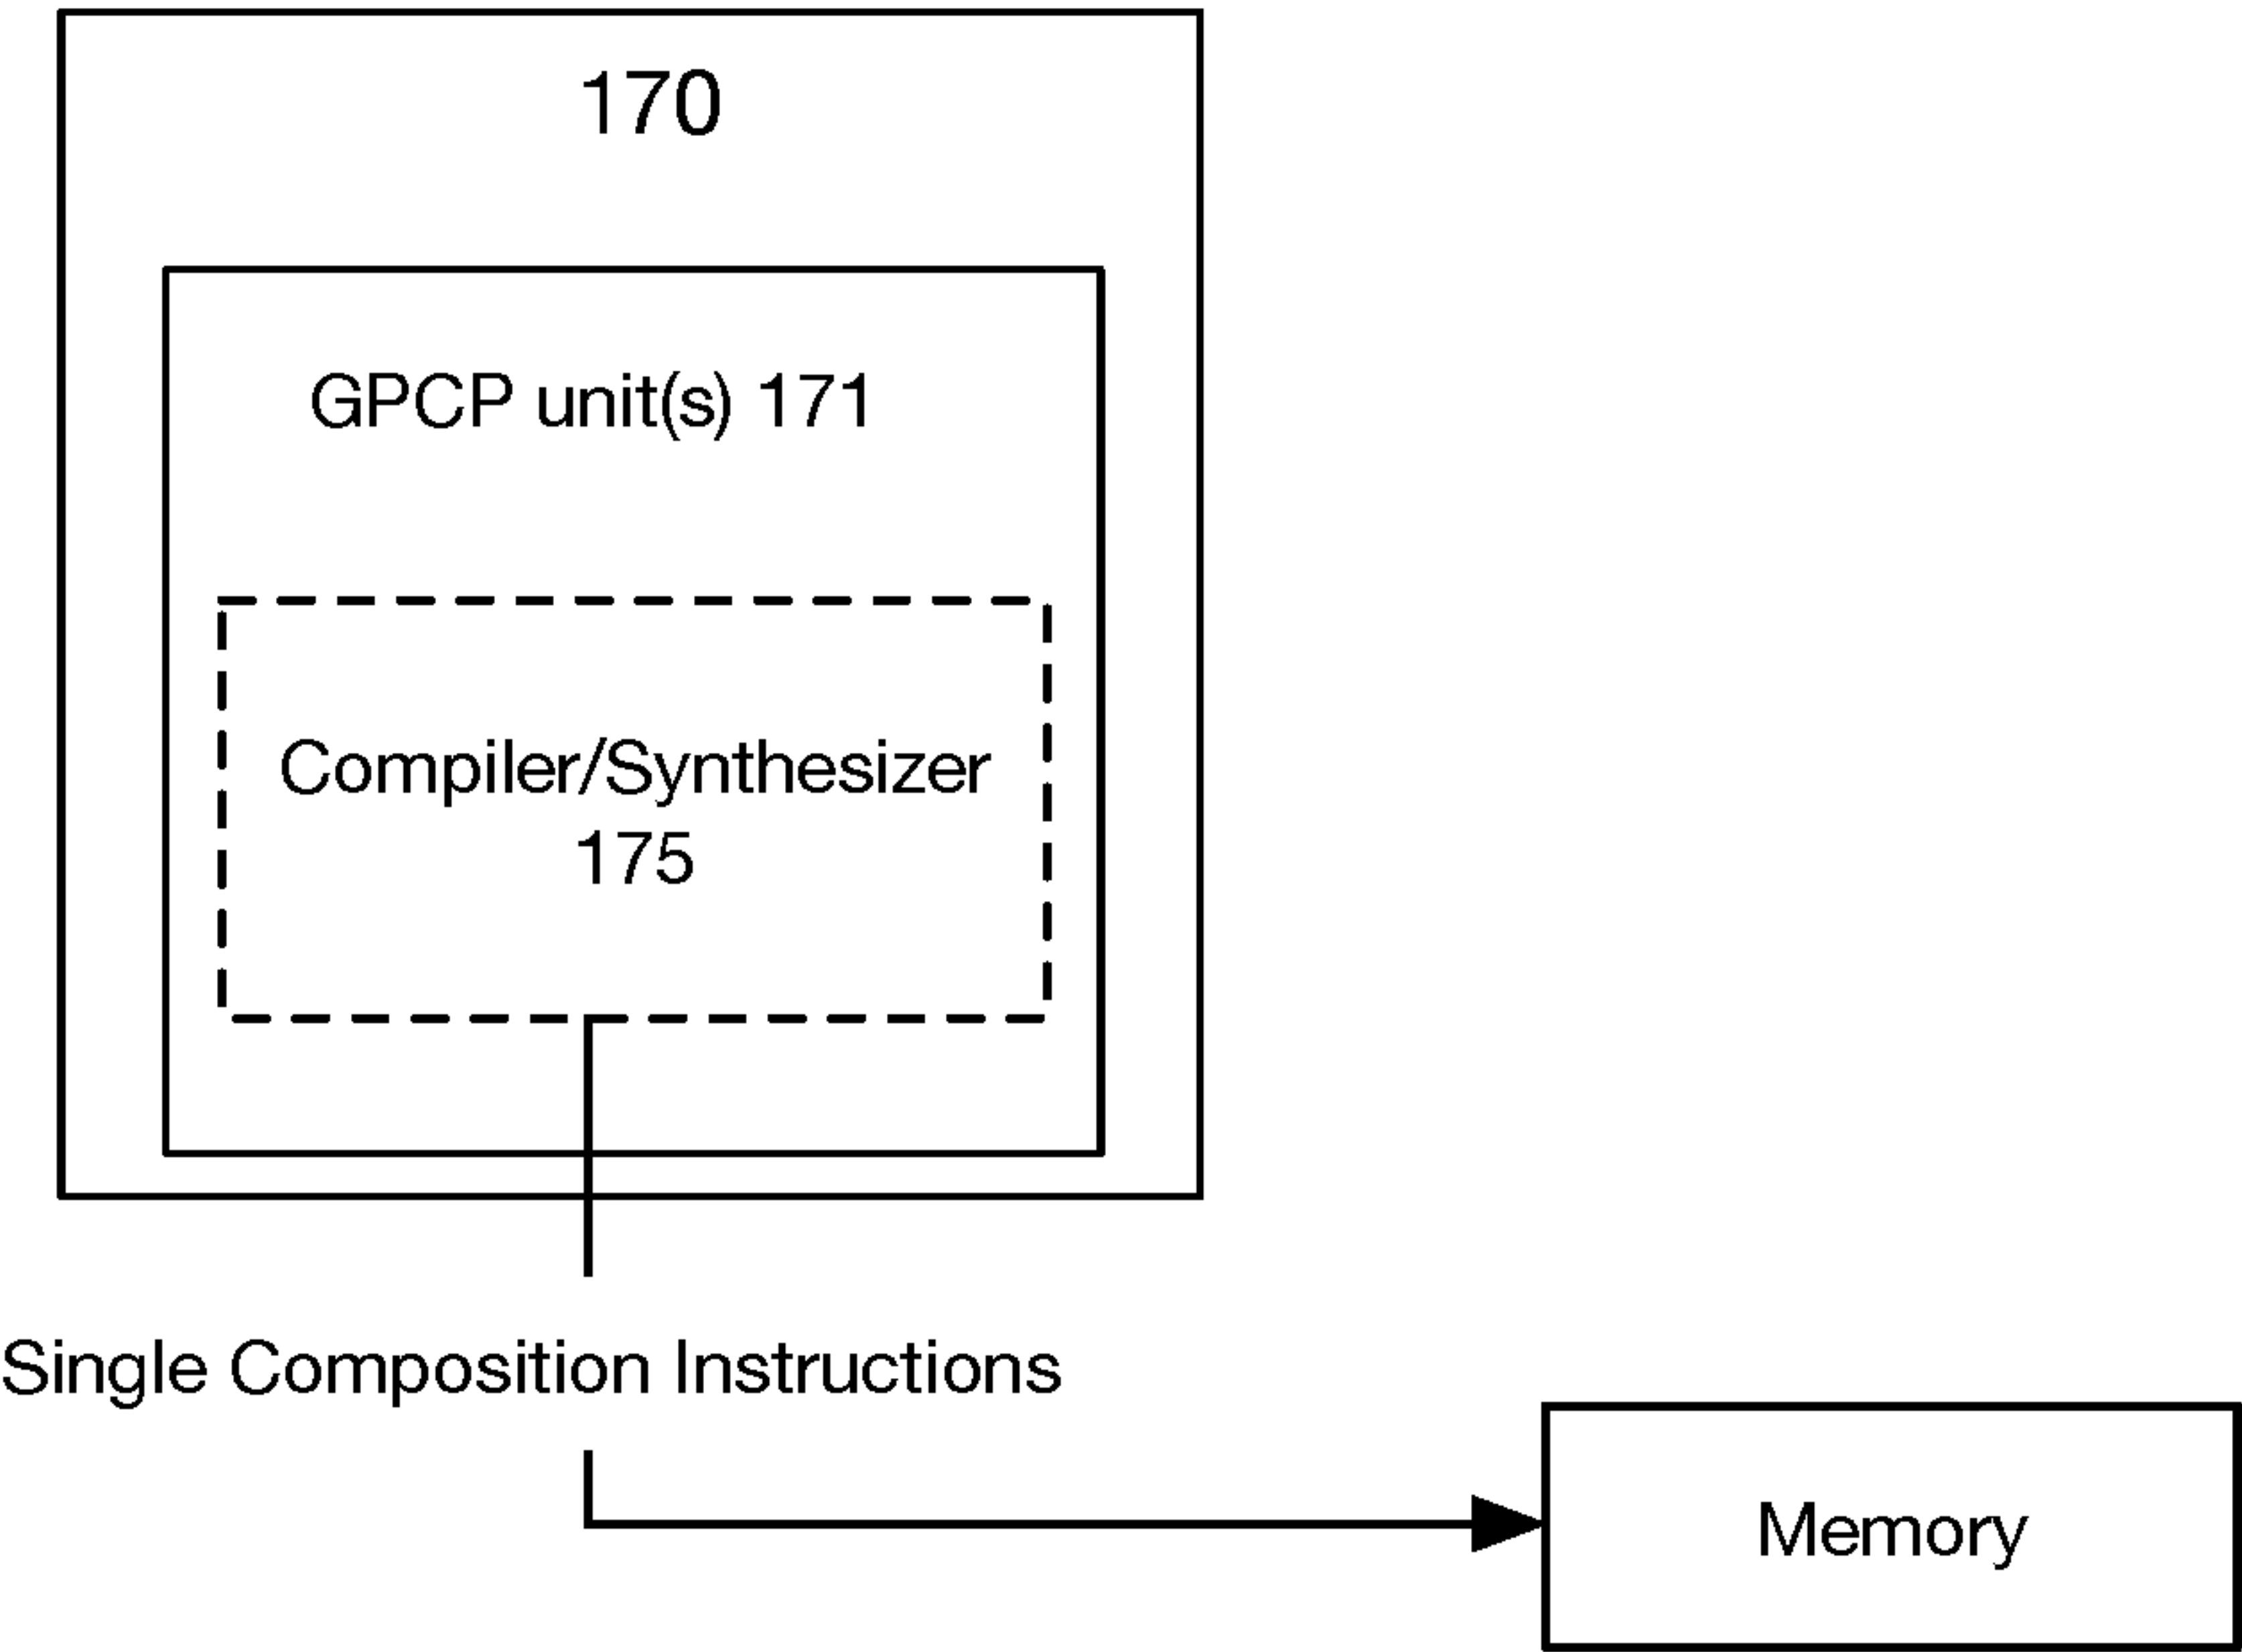 170
GPCP unit(s) 171
Compiler/Synthesizer
175
Single Composition Instructions
Memory